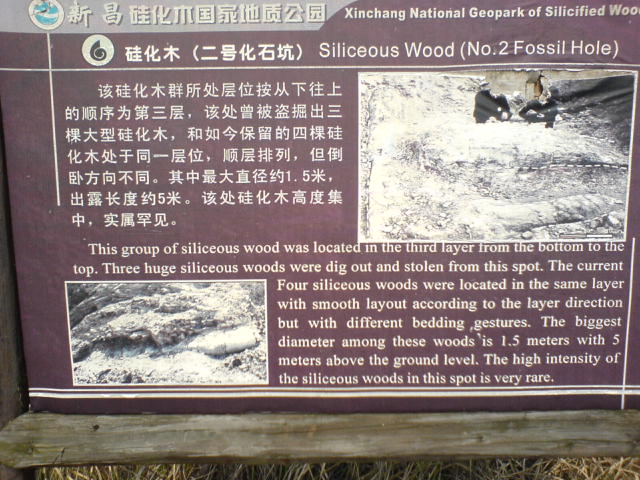 新昌硅化木国家地质公园
Xinchang National Geopark of Silicified Wood
硅化木（二号化石坑） Siliceous Wood (No.2 Fossil Hole)
该硅化木群所处层位按从下往上
的顺序为第三层，该处曾被盗掘出三
棵大型硅化木，和如今保留的四棵硅
化木处于同一层位，顺层排列，但倒
卧方向不同。其中最大直径约1.5米，
出露长度约5米。该处硅化木高度集
中，实属罕见。
This group of siliceous wood was located in the third layer from the bottom to the
top. Three huge siliceous woods were dig out and stolen from this spot. The current
Four siliceous woods were located in the same layer
with smooth layout according to the layer direction
but with different bedding gestures. The biggest
diameter among these woods is 1.5 meters with 5
meters above the ground level. The high intensity of
the siliceous woods in this spot is very rare.